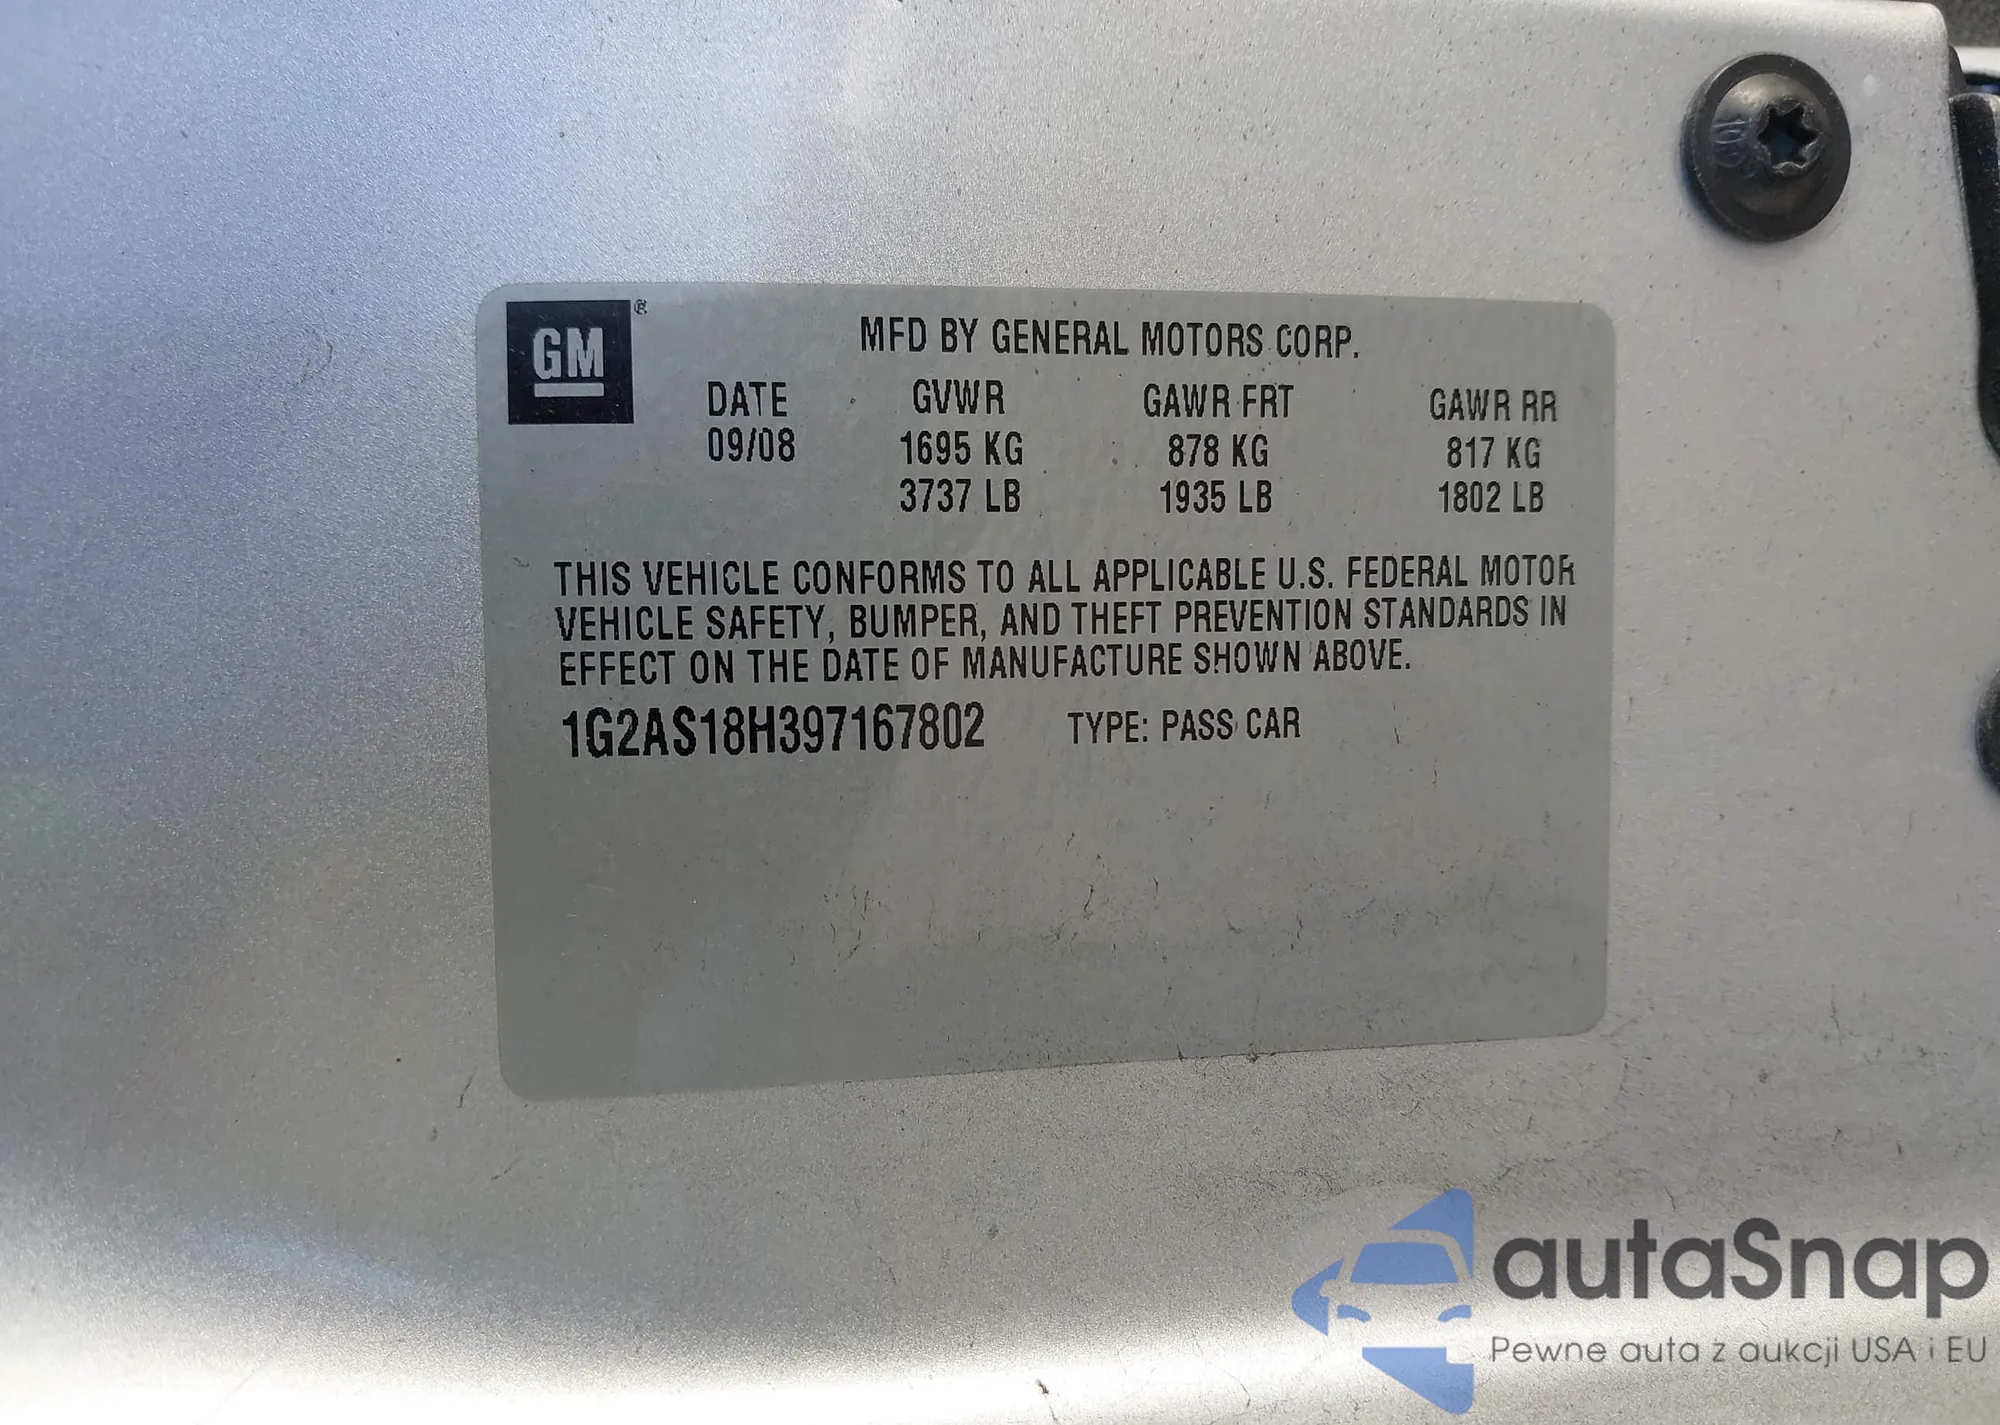 GM
MFD BY GENERAL MOTORS CORP.
DATE GVWR GAWR FRT GAWR RR
09/08 1695 KG 878 KG 817 KG
3737 LB 1935 LB 1802 LB
THIS VEHICLE CONFORMS TO ALL APPLICABLE U.S. FEDERAL MOTOR
VEHICLE SAFETY, BUMPER, AND THEFT PREVENTION STANDARDS IN
EFFECT ON THE DATE OF MANUFACTURE SHOWN ABOVE.
1G2AS18H397167802 TYPE: PASS CAR
autaSnap
Pewne auta z aukcji USA i EU